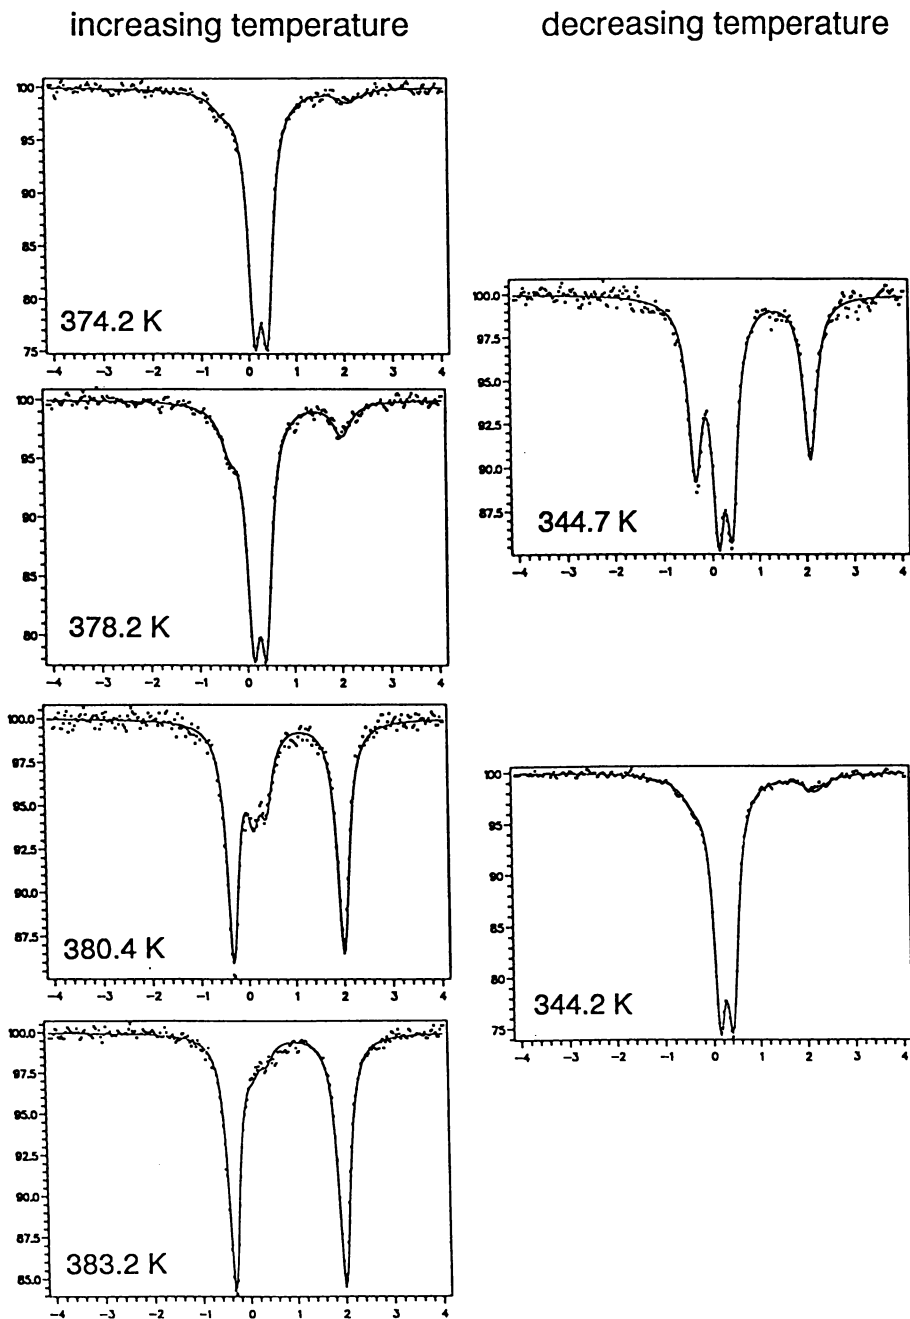 increasing temperature
decreasing temperature
100
95
90
85
80
75
374.2 K
−4 −3 −2 −1 0 1 2 3 4
100
95
90
85
80
378.2 K
−4 −3 −2 −1 0 1 2 3 4
100.0
97.5
95.0
92.5
90.0
87.5
380.4 K
−4 −3 −2 −1 0 1 2 3 4
100.0
97.5
95.0
92.5
90.0
87.5
85.0
383.2 K
−4 −3 −2 −1 0 1 2 3 4
100.0
97.5
95.0
92.5
90.0
87.5
344.7 K
−4 −3 −2 −1 0 1 2 3 4
100
95
90
85
80
75
344.2 K
−4 −3 −2 −1 0 1 2 3 4